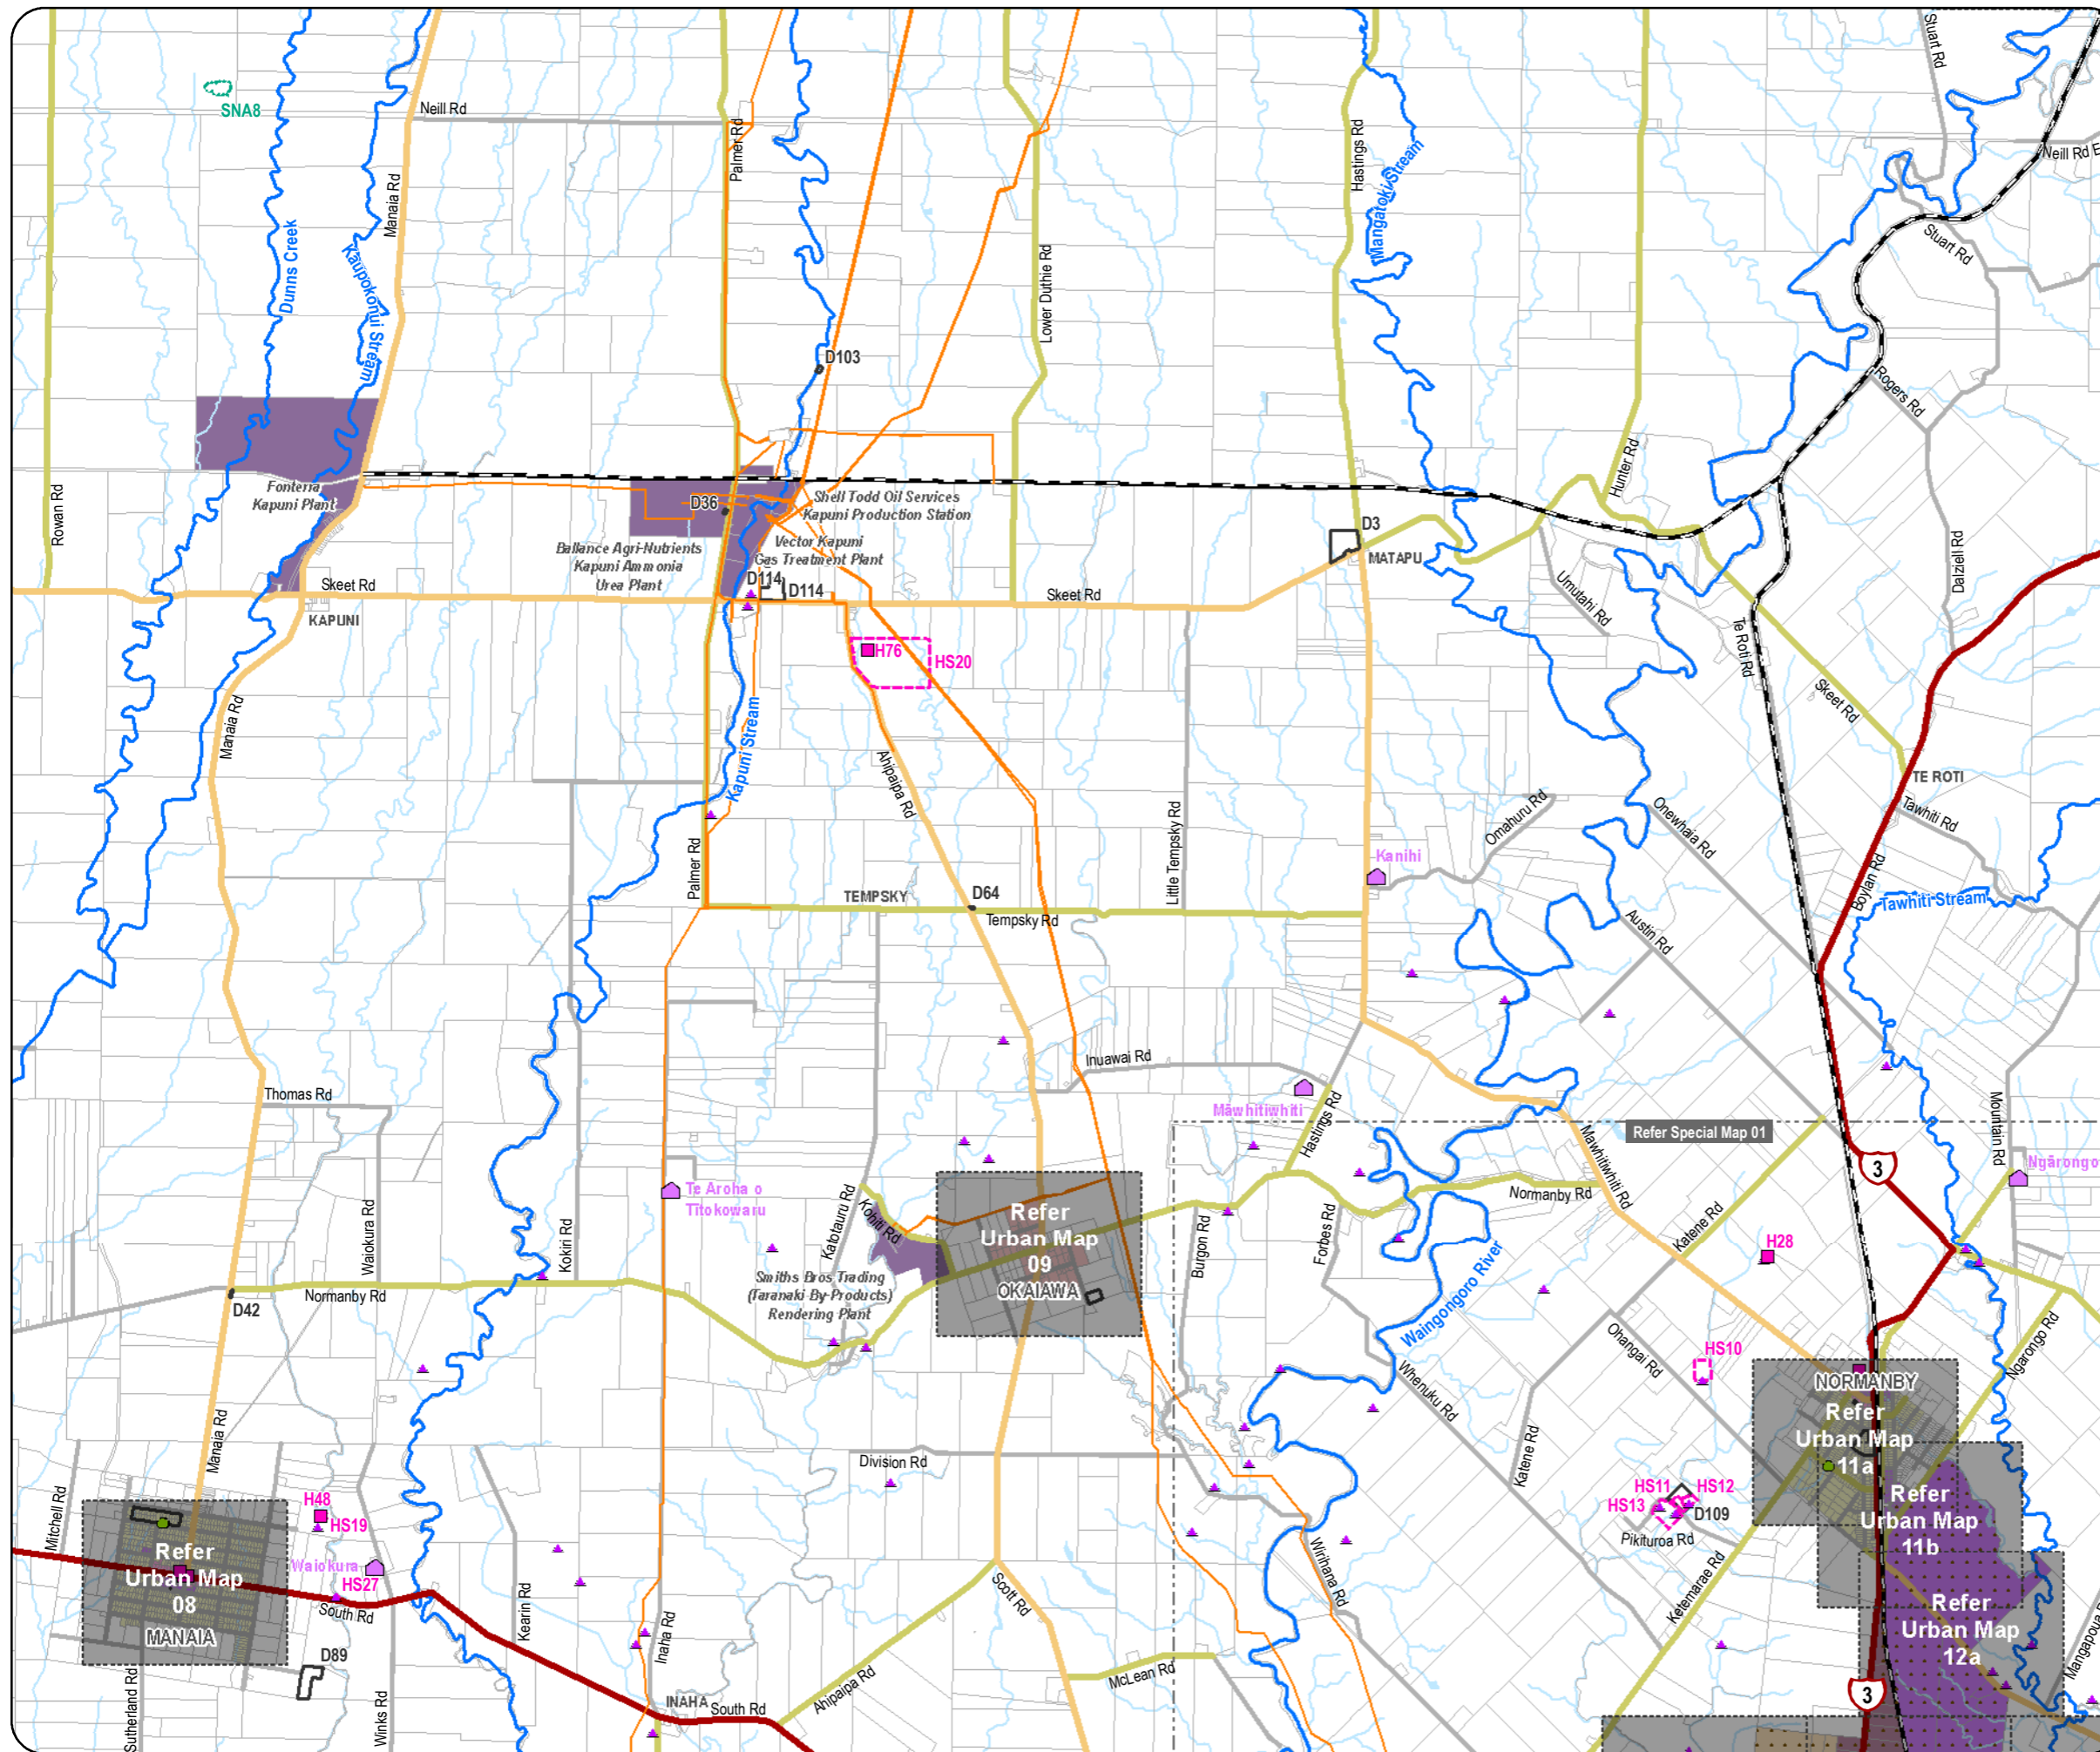 Stuart Rd
SNA8
Neill Rd
Palmer Rd
Hastings Rd
Mangatoki Stream
Neill Rd E
Manaia Rd
Dunns Creek
Kaupokonui Stream
Lower Duthie Rd
Stuart Rd
D103
Rogers Rd
Hunter Rd
Rowan Rd
Fonterra
Kapuni Plant
D36
Shell Todd Oil Services
Kapuni Production Station
D3
MATAPU
Vector Kapuni
Gas Treatment Plant
Ballance Agri-Nutrients
Kapuni Ammonia
Urea Plant
D114
D114
Skeet Rd
Skeet Rd
KAPUNI
Umutahi Rd
Dalziell Rd
Te Roti Rd
H76
HS20
Skeet Rd
Manaia Rd
Kapuni Stream
Ahipaipa Rd
TE ROTI
Tawhiti Rd
Omahuru Rd
Onewhaia Rd
Little Tempsky Rd
Palmer Rd
Kanihi
Boylan Rd
Tawhiti Stream
TEMPSKY
D64
Tempsky Rd
Austin Rd
Inuawai Rd
Thomas Rd
Māwhitiwhiti
Hastings Rd
Refer Special Map 01
Mawhitiwhiti Rd
Mountain Rd
3
Ngārongo
Te Aroha o
Tītokowaru
Waiokura Rd
Kokiri Rd
Katotauru Rd
Kohiti Rd
Refer
Urban Map
09
OKAIAWA
Normanby Rd
Burgon Rd
Forbes Rd
Katene Rd
H28
Waingongoro River
Smiths Bros Trading
(Taranaki By-Products)
Rendering Plant
Normanby Rd
D42
Ohangai Rd
HS10
Ngarongo Rd
Whenuku Rd
NORMANBY
Refer
Urban Map
11a
Manaia Rd
Division Rd
Katene Rd
Mitchell Rd
H48
HS19
HS11
HS12
HS13
D109
Pikituroa Rd
Refer
Urban Map
11b
Refer
Urban Map
08
MANAIA
Waiokura
HS27
South Rd
Kearin Rd
Scott Rd
Wirihana Rd
Ketemarae Rd
Refer
Urban Map
12a
Inaha Rd
D89
Ahipaipa Rd
McLean Rd
Sutherland Rd
Winks Rd
INAHA
South Rd
3